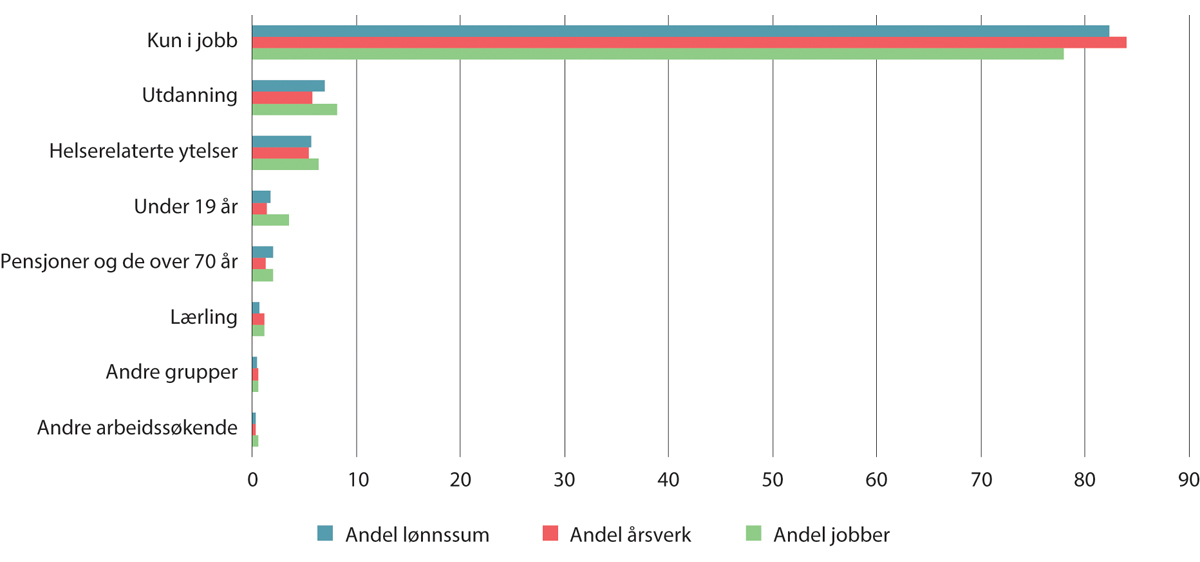 Kun i jobb
Utdanning
Helserelaterte ytelser
Under 19 år
Pensjoner og de over 70 år
Lærling
Andre grupper
Andre arbeidssøkende
0 10 20 30 40 50 60 70 80 90
Andel lønnssum Andel årsverk Andel jobber